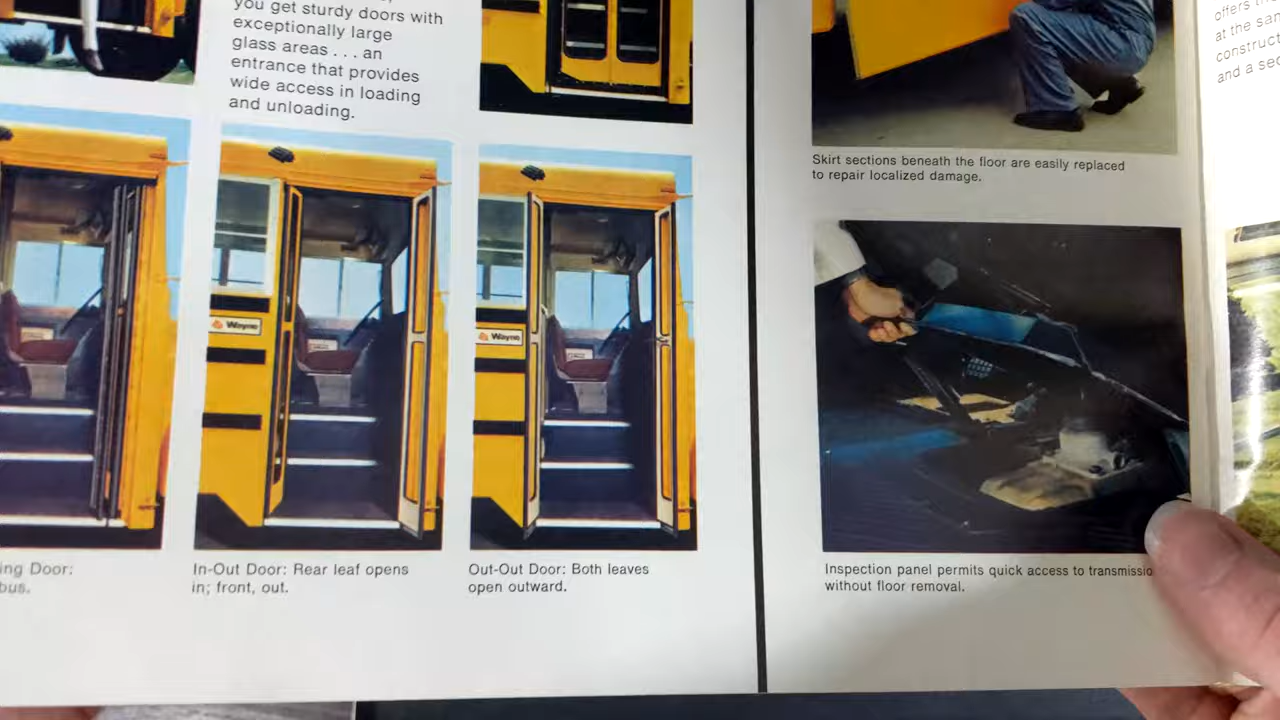 you get sturdy doors with
exceptionally large
glass areas . . . an
entrance that provides
wide access in loading
and unloading.
Wayne
Wayne
ing Door:
bus.
In-Out Door: Rear leaf opens
in; front, out.
Out-Out Door: Both leaves
open outward.
Skirt sections beneath the floor are easily replaced
to repair localized damage.
Inspection panel permits quick access to transmissio
without floor removal.
offers
at the
construct
and a